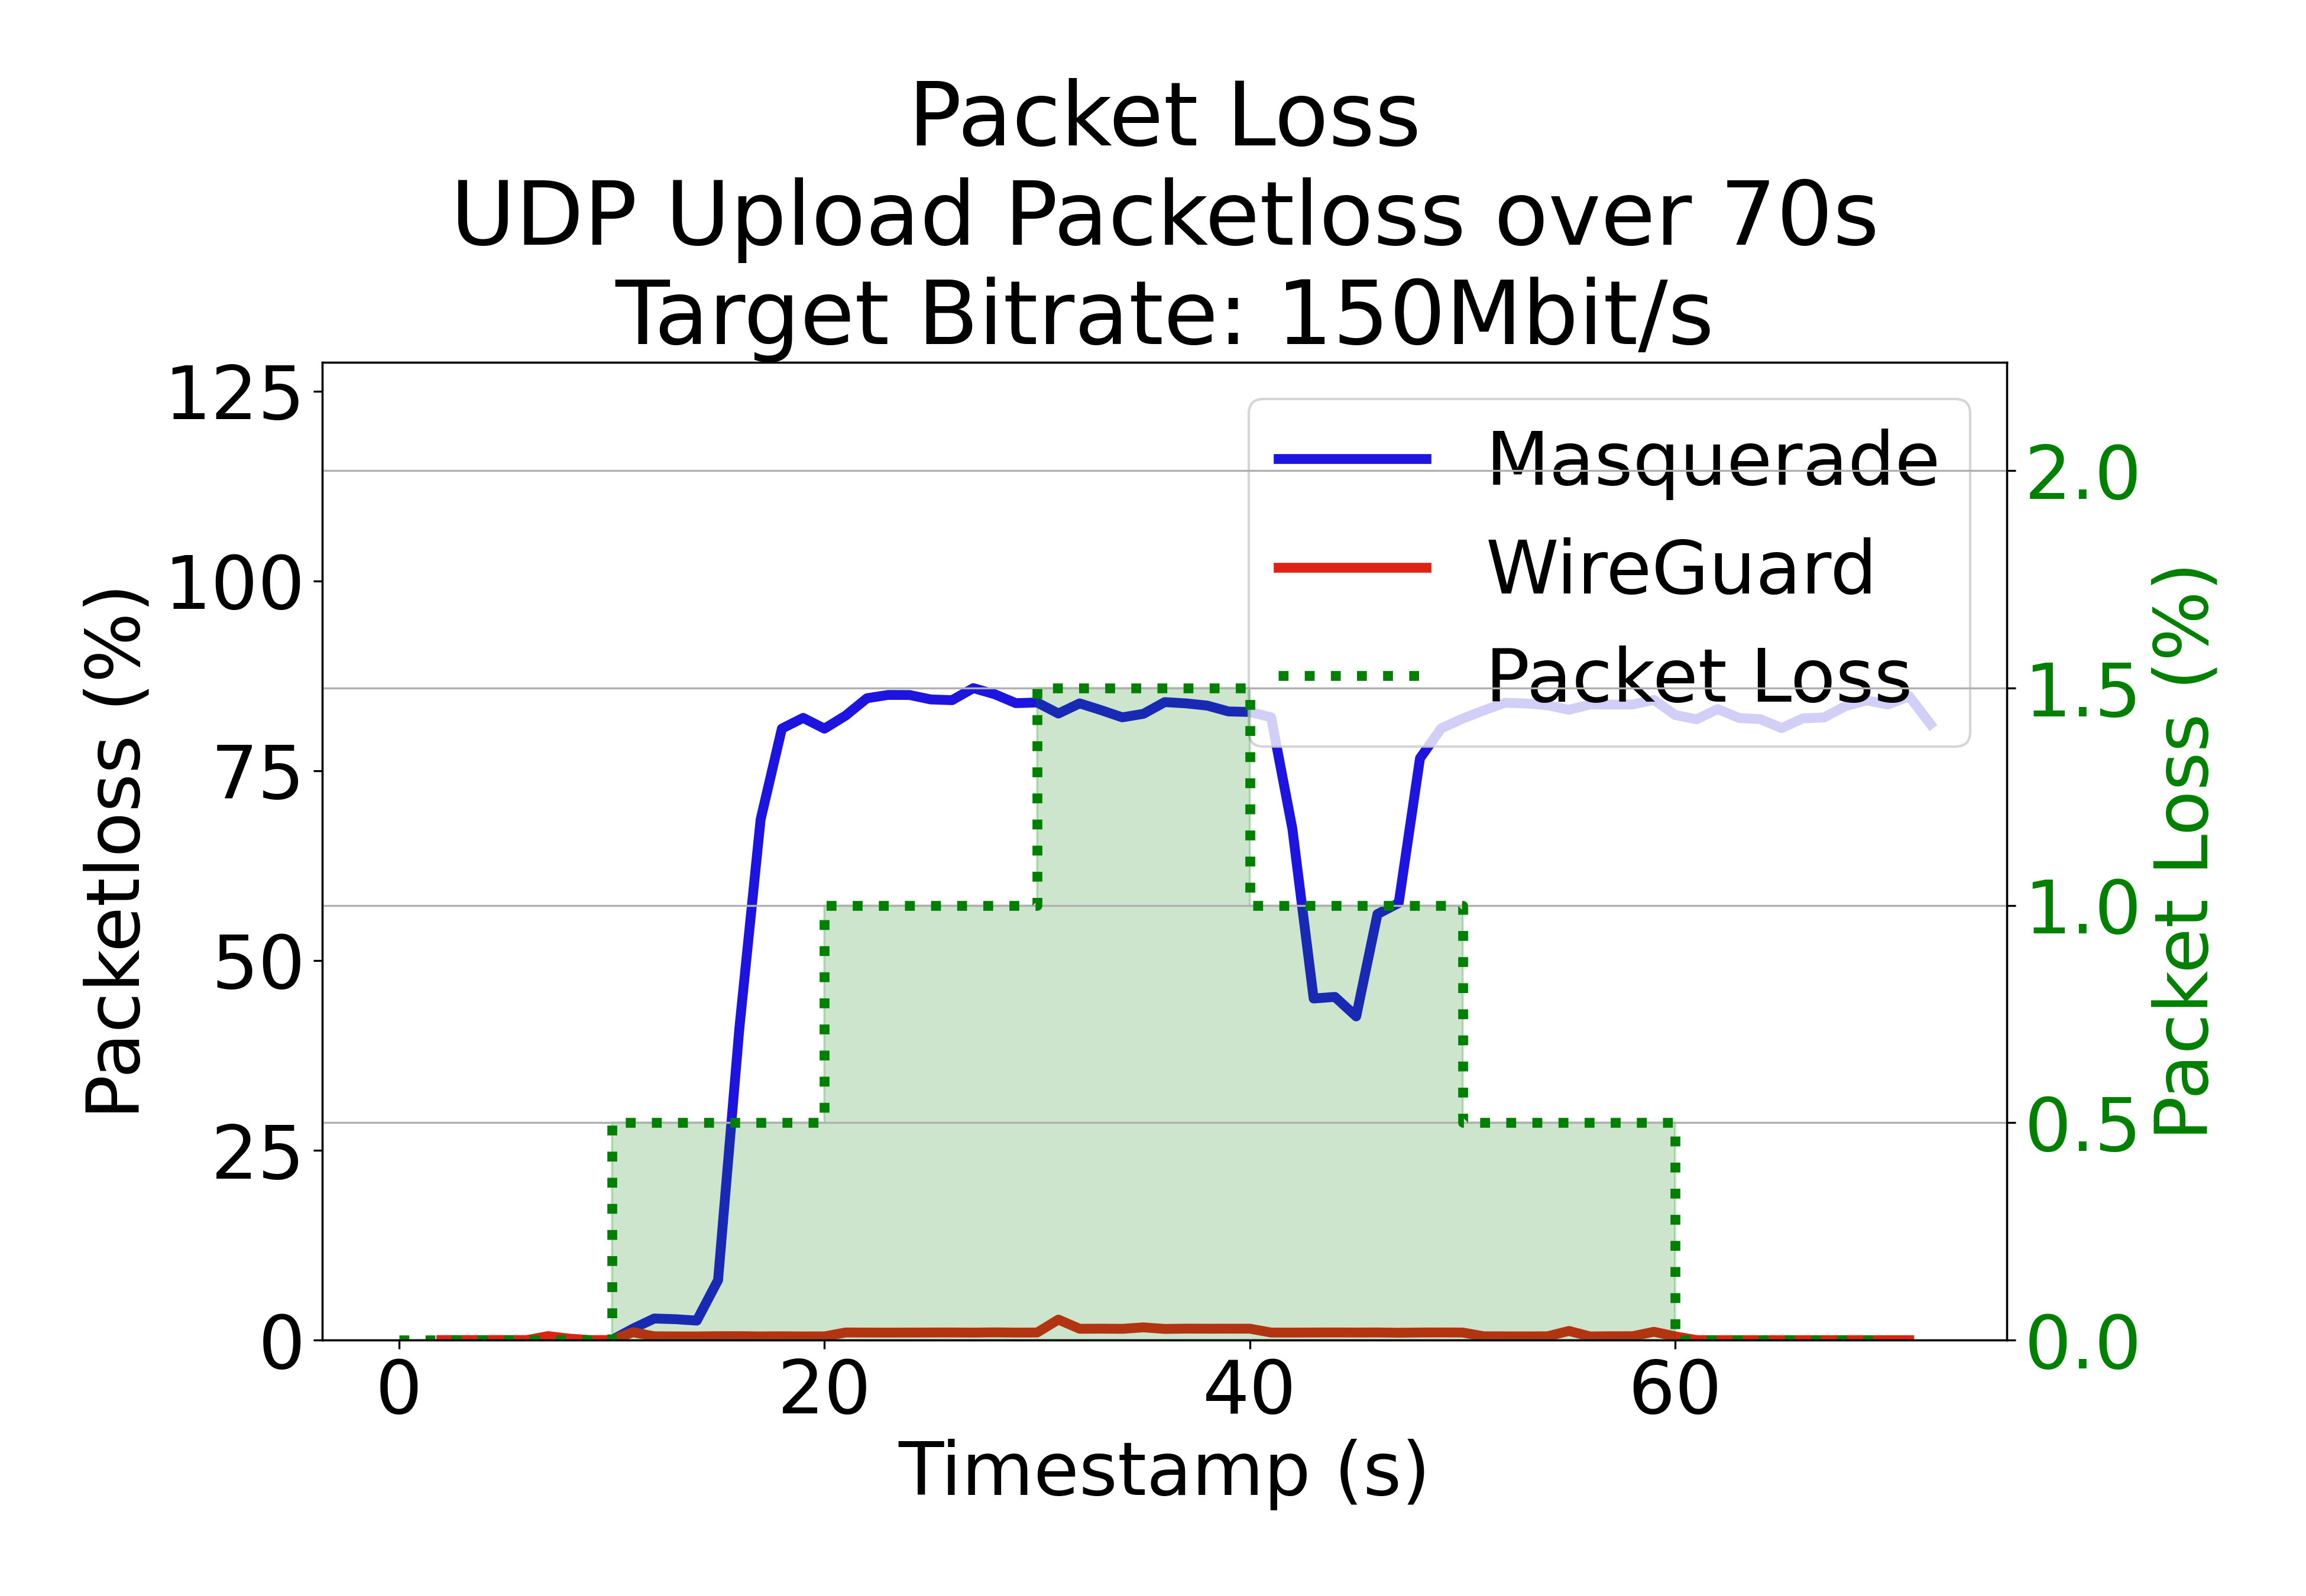 Packet Loss
UDP Upload Packetloss over 70s
Target Bitrate: 150Mbit/s
125
100
75
50
25
0
Packetloss (%)
Masquerade
WireGuard
Packet Loss
2.0
1.5
1.0
0.5
0.0
Packet Loss (%)
0 20 40 60
Timestamp (s)